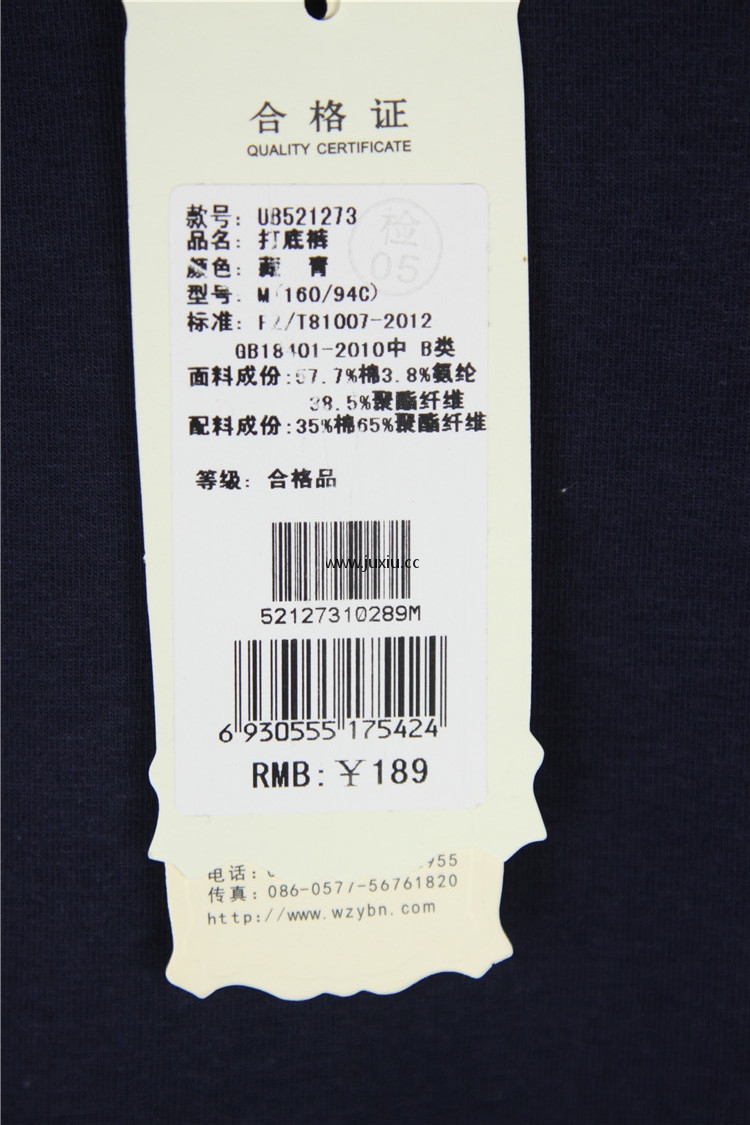 合格证
QUALITY CERTIFICATE
检
05
款号: U8521273
品名: 打底裤
颜色: 藏 青
型号: M(160/94C)
标准: FZ/T81007-2012
GB18401-2010中 B类
面料成份:57.7%棉3.8%氨纶
38.5%聚酯纤维
配料成份:35%棉65%聚酯纤维
等级: 合格品
www.juxiu.cc
52127310289M
6 930555 175424
RMB:¥189
电话: 955
传真: 086-0577-56761820
http://www.wzybn.com